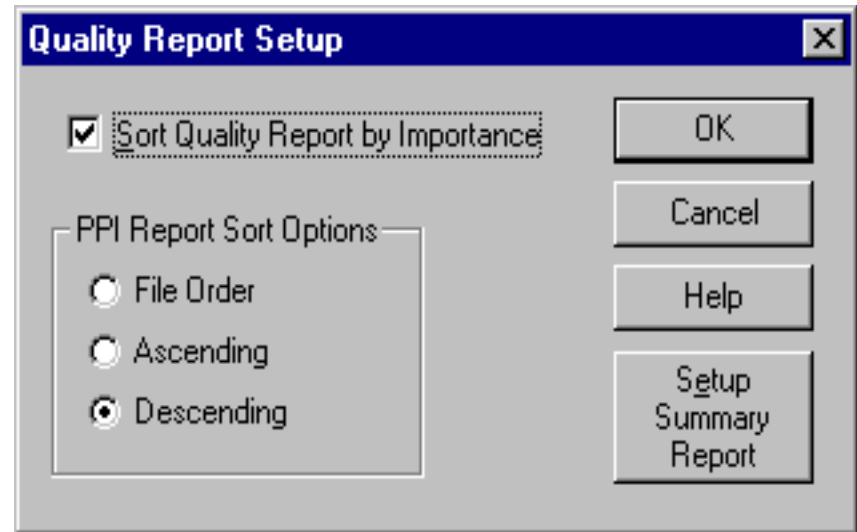 Quality Report Setup
Sort Quality Report by Importance
OK
Cancel
PPI Report Sort Options
File Order
Ascending
Descending
Help
Setup
Summary
Report